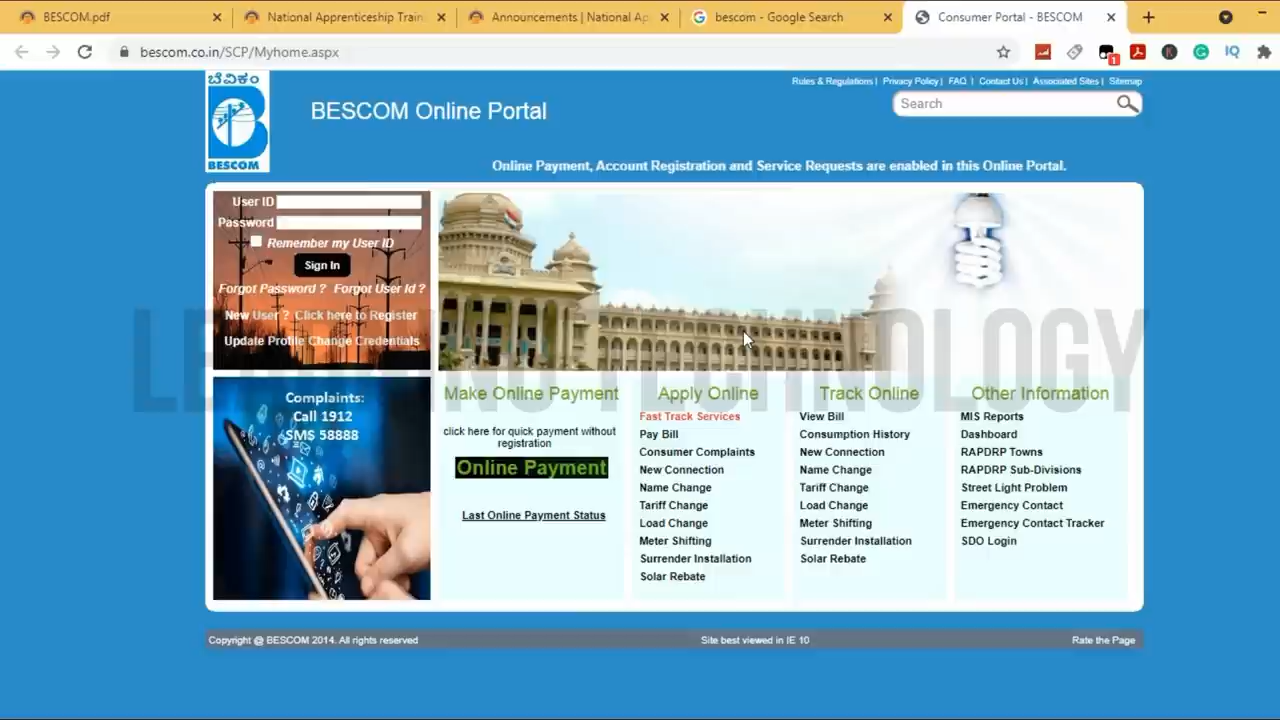 BESCOM.pdf
National Apprenticeship Train
Announcements | National Ap
bescom - Google Search
Consumer Portal - BESCOM
bescom.co.in/SCP/Myhome.aspx
1
IQ
ಬೆವಿಕಂ
BESCOM
BESCOM Online Portal
Rules & Regulations | Privacy Policy | FAQ | Contact Us | Associated Sites | Sitemap
Search
Online Payment, Account Registration and Service Requests are enabled in this Online Portal.
User ID
Password
Remember my User ID
Sign In
Forgot Password ? Forgot User Id ?
New User ? Click here to Register
Update Profile Change Credentials
LEARNING TECHNOLOGY
Complaints:
Call 1912
SMS 58888
Make Online Payment
click here for quick payment without
registration
Online Payment
Last Online Payment Status
Apply Online
Fast Track Services
Pay Bill
Consumer Complaints
New Connection
Name Change
Tariff Change
Load Change
Meter Shifting
Surrender Installation
Solar Rebate
Track Online
View Bill
Consumption History
New Connection
Name Change
Tariff Change
Load Change
Meter Shifting
Surrender Installation
Solar Rebate
Other Information
MIS Reports
Dashboard
RAPDRP Towns
RAPDRP Sub-Divisions
Street Light Problem
Emergency Contact
Emergency Contact Tracker
SDO Login
Copyright @ BESCOM 2014. All rights reserved
Site best viewed in IE 10
Rate the Page